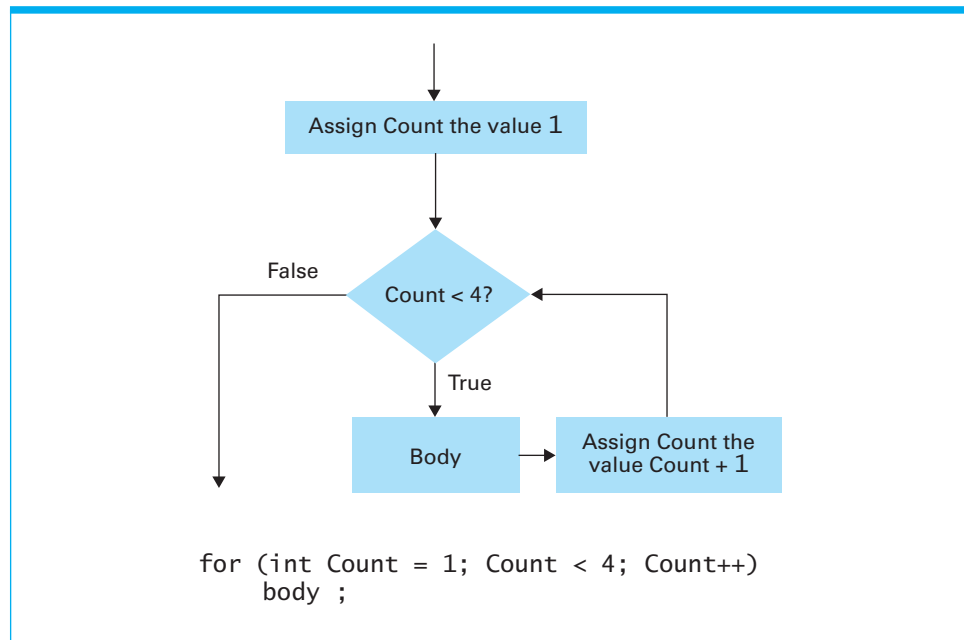 Assign Count the value 1
False
Count < 4?
True
Body
Assign Count the
value Count + 1
for (int Count = 1; Count < 4; Count++)
body ;